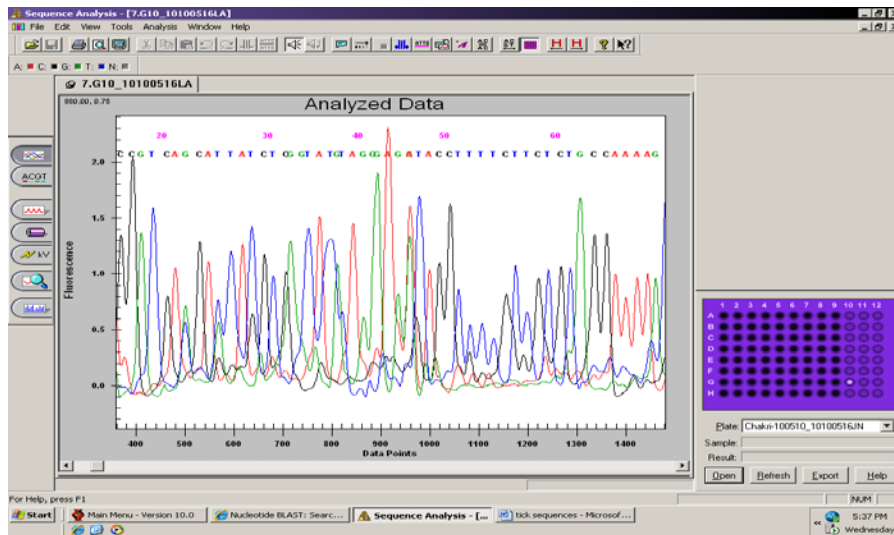 Sequence Analysis - [7.G10_10100516LA]
File Edit View Tools Analysis Window Help
A: C: G: T: N:
7.G10_10100516LA
880.00, 0.75
Analyzed Data
20 30 40 50 60
C C G T C A G C A T T A T C T C G G T A T G T A G G G A G A T A C C T T T T C T T C T C T G C C A A A A G
ACGT
kV
Fluorescence
2.0
1.5
1.0
0.5
0.0
400 500 600 700 800 900 1000 1100 1200 1300 1400
Data Points
1 2 3 4 5 6 7 8 9 10 11 12
A
B
C
D
E
F
G
H
Plate: Chakri-100510_10100516JN
Sample:
Result:
Open Refresh Export Help
For Help, press F1
NUM
Start Main Menu - Version 10.0 Nucleotide BLAST: Searc... Sequence Analysis - [... tick sequences - Microsof...
5:37 PM
Wednesday